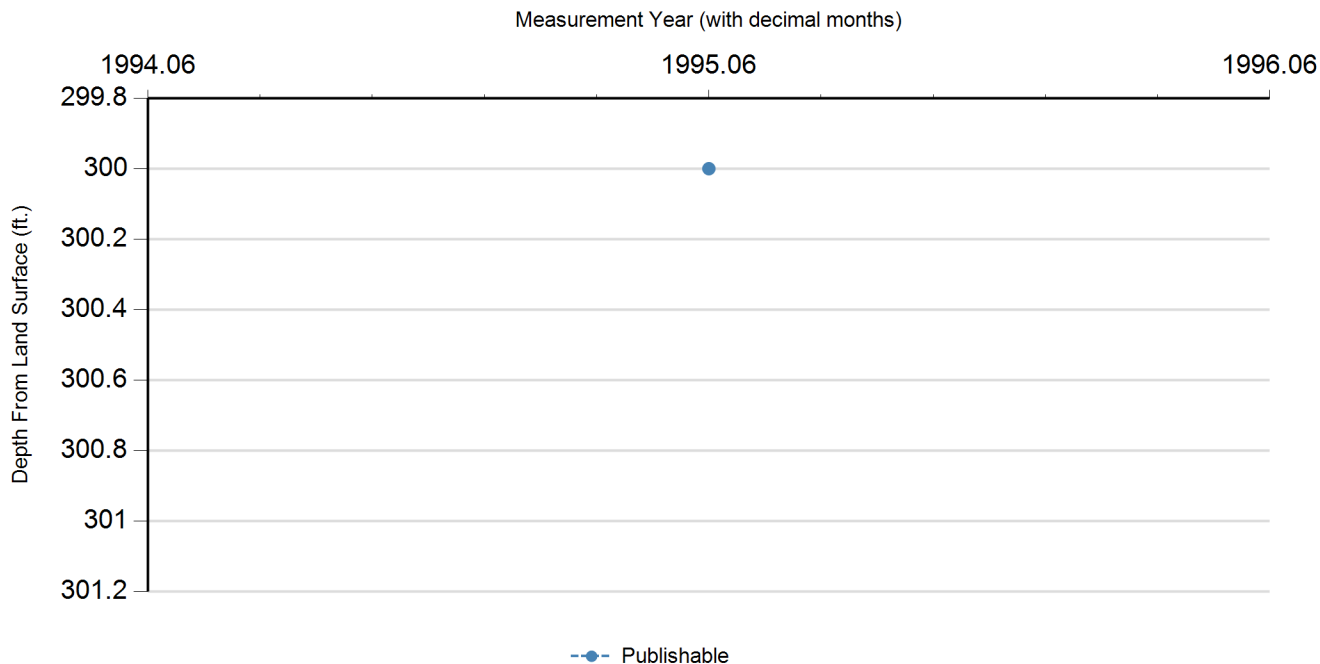 Measurement Year (with decimal months)
1994.06 1995.06 1996.06
299.8
300
300.2
300.4
300.6
300.8
301
301.2
Depth From Land Surface (ft.)
Publishable